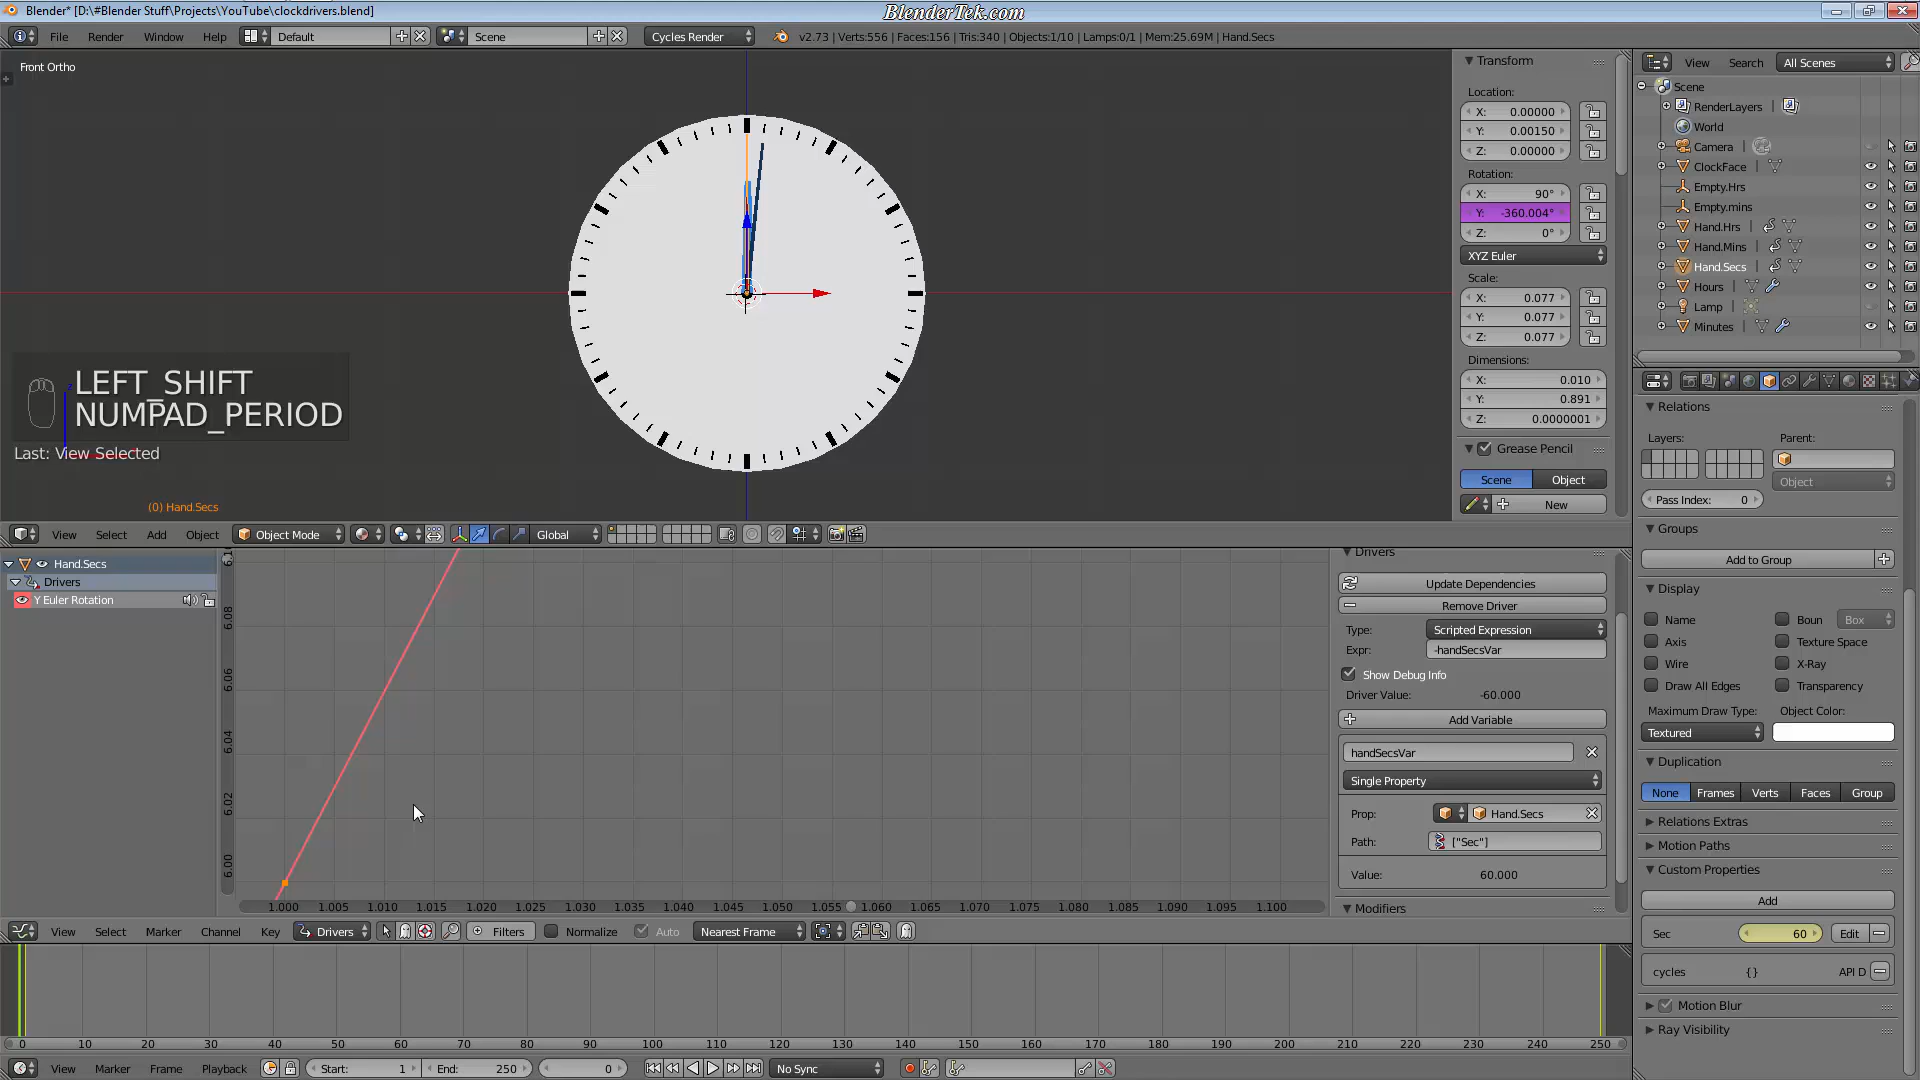 Blender* [D:\#Blender Stuff\Projects\YouTube\clockdrivers.blend]
BlenderTek.com
File Render Window Help Default Scene Cycles Render v2.73 | Verts:556 | Faces:156 | Tris:340 | Objects:1/10 | Lamps:0/1 | Mem:25.69M | Hand.Secs
Front Ortho
LEFT_SHIFT
NUMPAD_PERIOD
Last: View Selected
(0) Hand.Secs
Transform
Location:
X: 0.00000
Y: 0.00150
Z: 0.00000
Rotation:
X: 90°
Y: -360.004°
Z: 0°
XYZ Euler
Scale:
X: 0.077
Y: 0.077
Z: 0.077
Dimensions:
X: 0.010
Y: 0.891
Z: 0.0000001
Grease Pencil
Scene Object
New
View Select Add Object Object Mode Global
Hand.Secs
Drivers
Y Euler Rotation
6.08
6.06
6.04
6.02
6.00
1.000 1.005 1.010 1.015 1.020 1.025 1.030 1.035 1.040 1.045 1.050 1.055 1.060 1.065 1.070 1.075 1.080 1.085 1.090 1.095 1.100
Drivers
Update Dependencies
Remove Driver
Type: Scripted Expression
Expr: -handSecsVar
Show Debug Info
Driver Value: -60.000
Add Variable
handSecsVar
Single Property
Prop: Hand.Secs
Path: ["Sec"]
Value: 60.000
Modifiers
View Select Marker Channel Key Drivers Filters Normalize Auto Nearest Frame
0 10 20 30 40 50 60 70 80 90 100 110 120 130 140 150 160 170 180 190 200 210 220 230 240 250
View Marker Frame Playback Start: 1 End: 250 0 No Sync
View Search All Scenes
Scene
RenderLayers
World
Camera
ClockFace
Empty.Hrs
Empty.mins
Hand.Hrs
Hand.Mins
Hand.Secs
Hours
Lamp
Minutes
Relations
Layers: Parent:
Object
Pass Index: 0
Groups
Add to Group
Display
Name Boun Box
Axis Texture Space
Wire X-Ray
Draw All Edges Transparency
Maximum Draw Type: Object Color:
Textured
Duplication
None Frames Verts Faces Group
Relations Extras
Motion Paths
Custom Properties
Add
Sec 60 Edit
cycles {} API D
Motion Blur
Ray Visibility